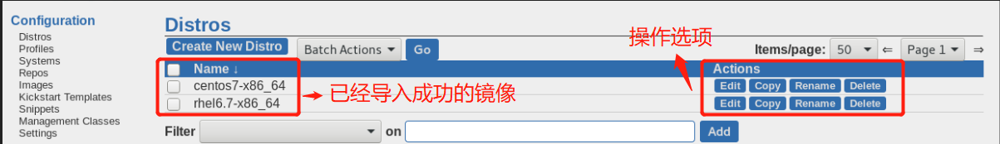 Configuration
Distros
Profiles
Systems
Repos
Images
Kickstart Templates
Snippets
Management Classes
Settings
Distros
操作选项
Create New Distro Batch Actions Go Items/page: 50 ⇐ Page 1 ⇒
Name ↓ Actions
centos7-x86_64 Edit Copy Rename Delete
已经导入成功的镜像
rhel6.7-x86_64 Edit Copy Rename Delete
Filter on Add